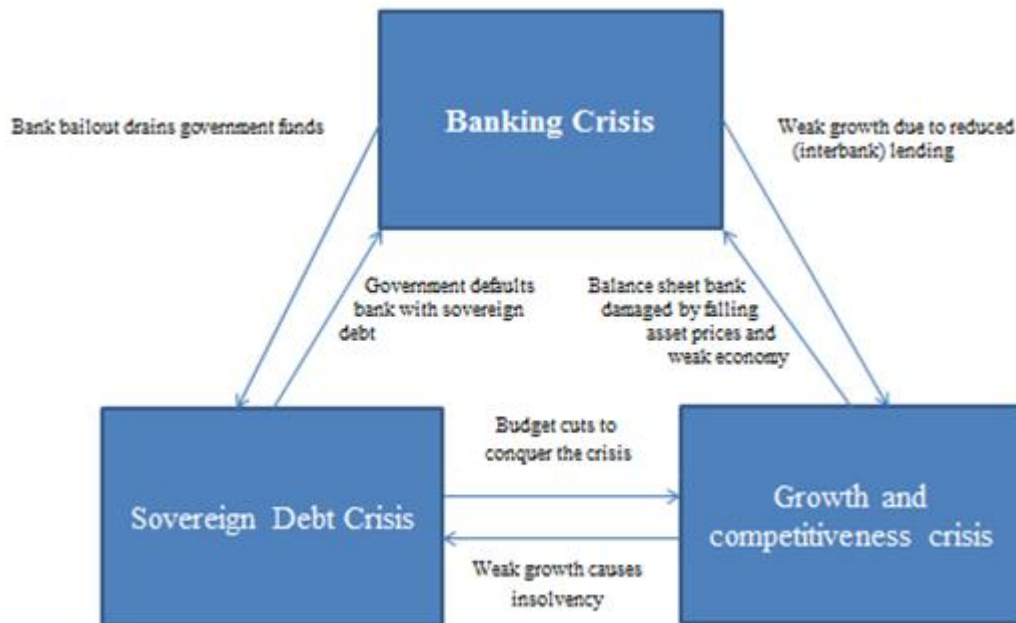 Banking Crisis
Bank bailout drains government funds
Weak growth due to reduced
(interbank) lending
Government defaults
bank with sovereign
debt
Balance sheet bank
damaged by falling
asset prices and
weak economy
Budget cuts to
conquer the crisis
Sovereign Debt Crisis
Growth and
competitiveness crisis
Weak growth causes
insolvency